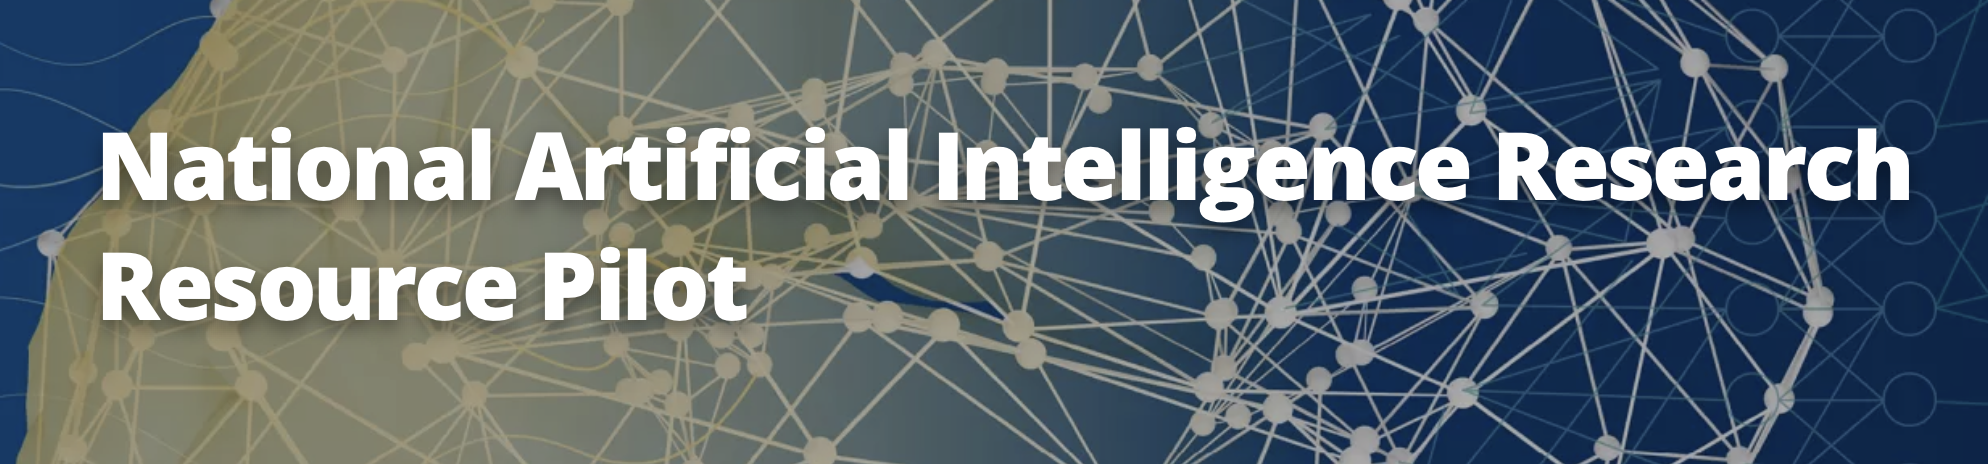 National Artificial Intelligence Research
Resource Pilot